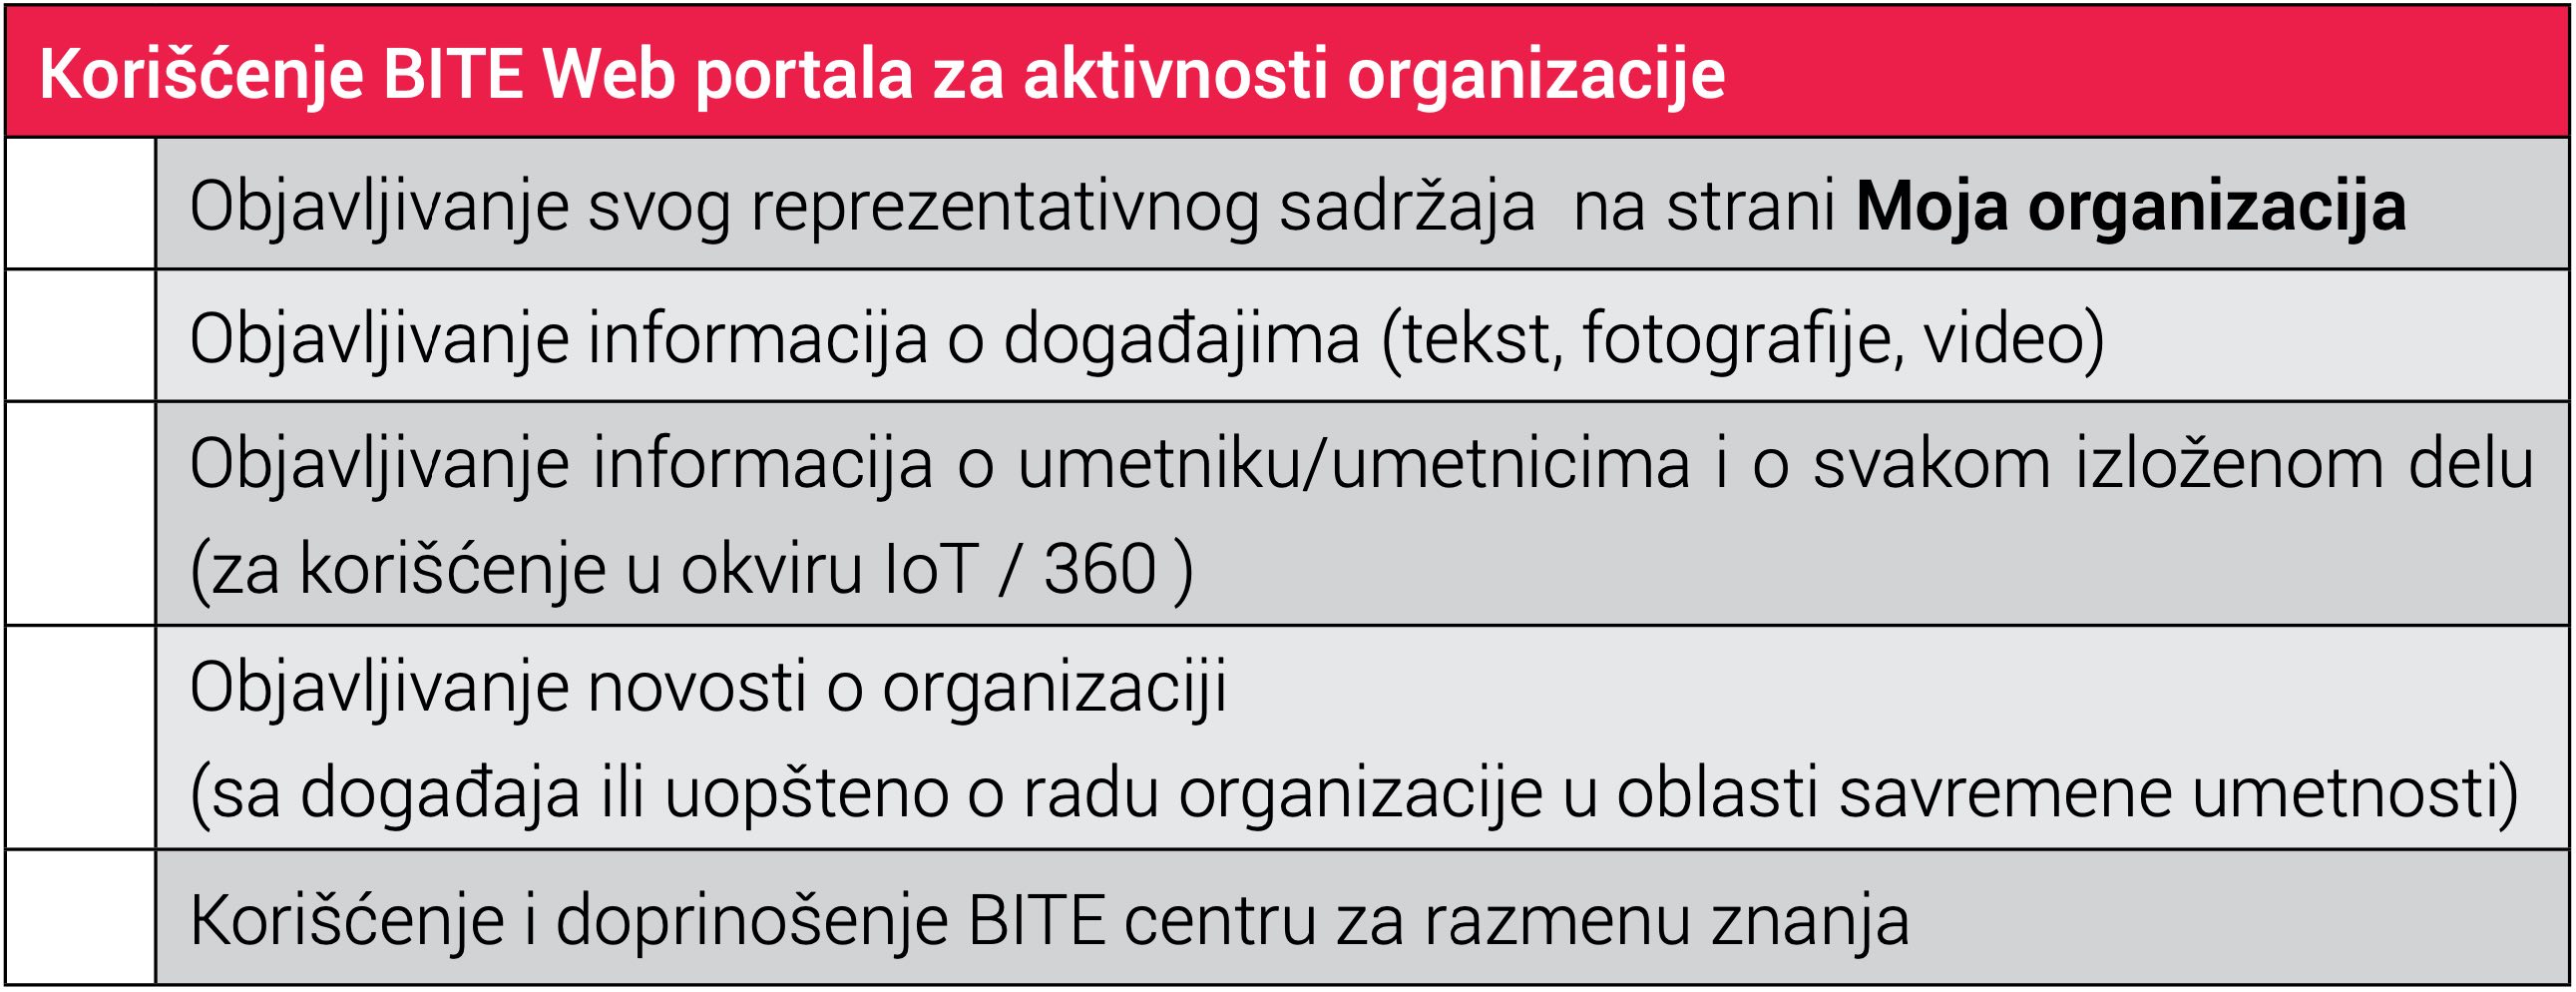 Korišćenje BITE Web portala za aktivnosti organizacije
Objavljivanje svog reprezentativnog sadržaja  na strani Moja organizacija
Objavljivanje informacija o događajima (tekst, fotografije, video)
Objavljivanje informacija o umetniku/umetnicima i o svakom izloženom delu
(za korišćenje u okviru IoT / 360 )
Objavljivanje novosti o organizaciji
(sa događaja ili uopšteno o radu organizacije u oblasti savremene umetnosti)
Korišćenje i doprinošenje BITE centru za razmenu znanja